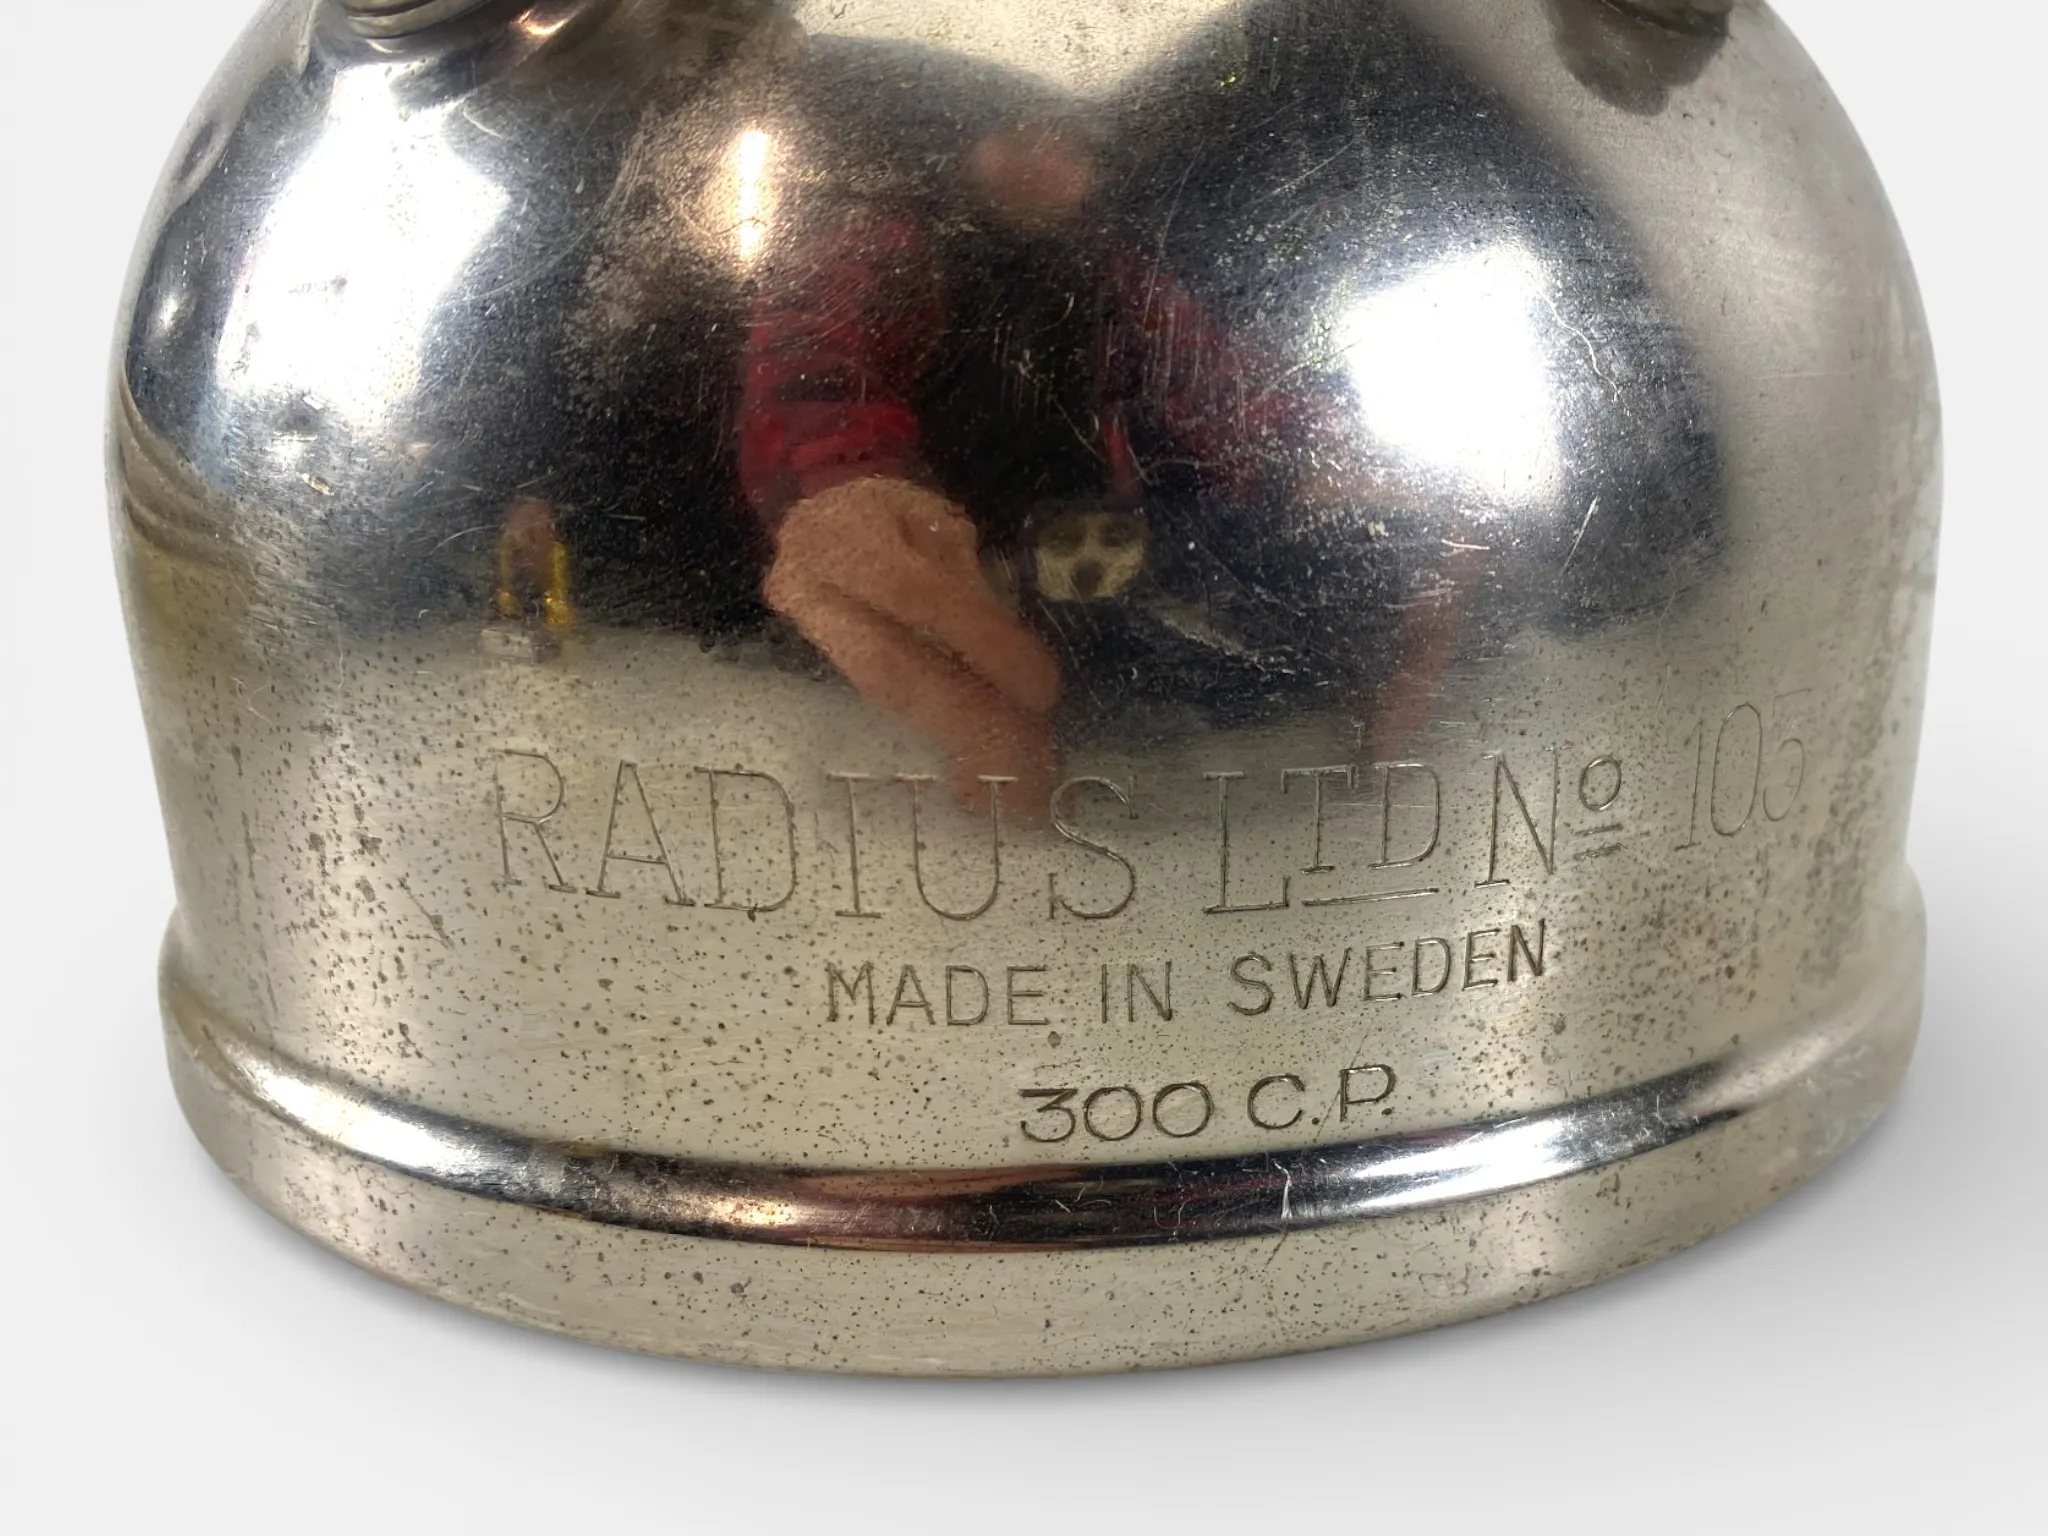 RADIUS LTD Nº 105
MADE IN SWEDEN
300 C.P.